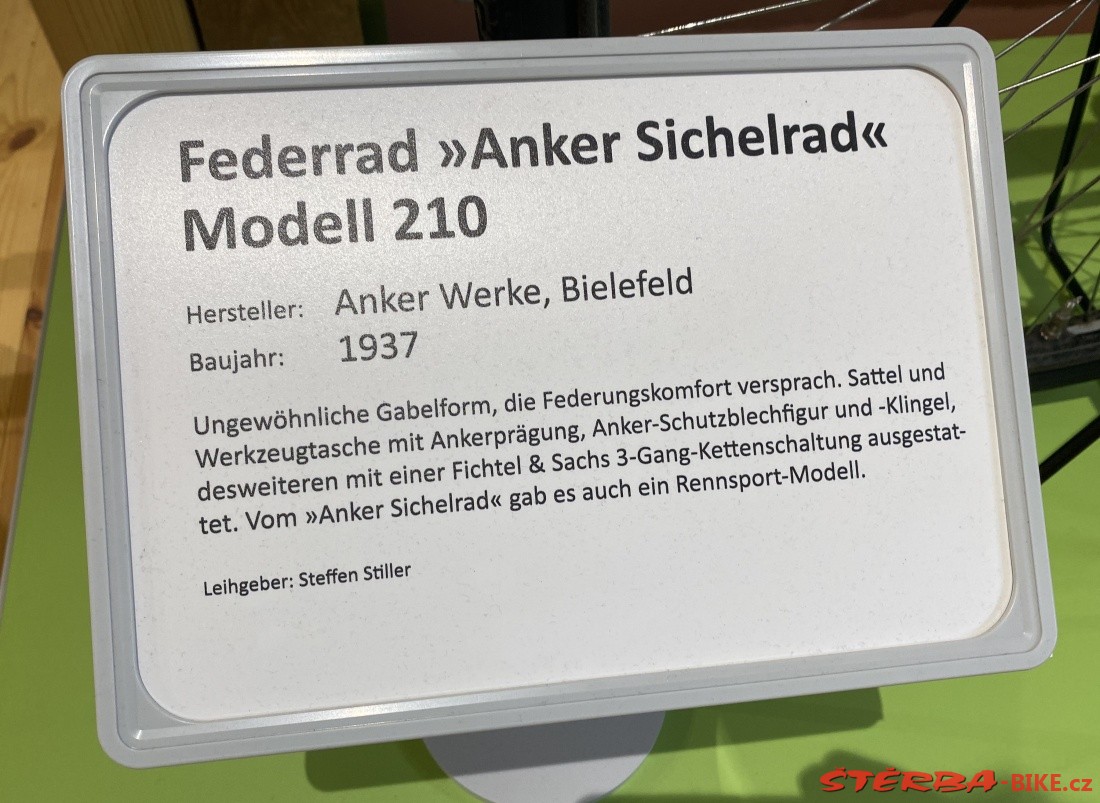 Federrad »Anker Sichelrad«
Modell 210
Hersteller: Anker Werke, Bielefeld
Baujahr: 1937
Ungewöhnliche Gabelform, die Federungskomfort versprach. Sattel und
Werkzeugtasche mit Ankerprägung, Anker-Schutzblechfigur und -Klingel,
desweiteren mit einer Fichtel & Sachs 3-Gang-Kettenschaltung ausgestat-
tet. Vom »Anker Sichelrad« gab es auch ein Rennsport-Modell.
Leihgeber: Steffen Stiller
ŠTĚRBA-BIKE.cz